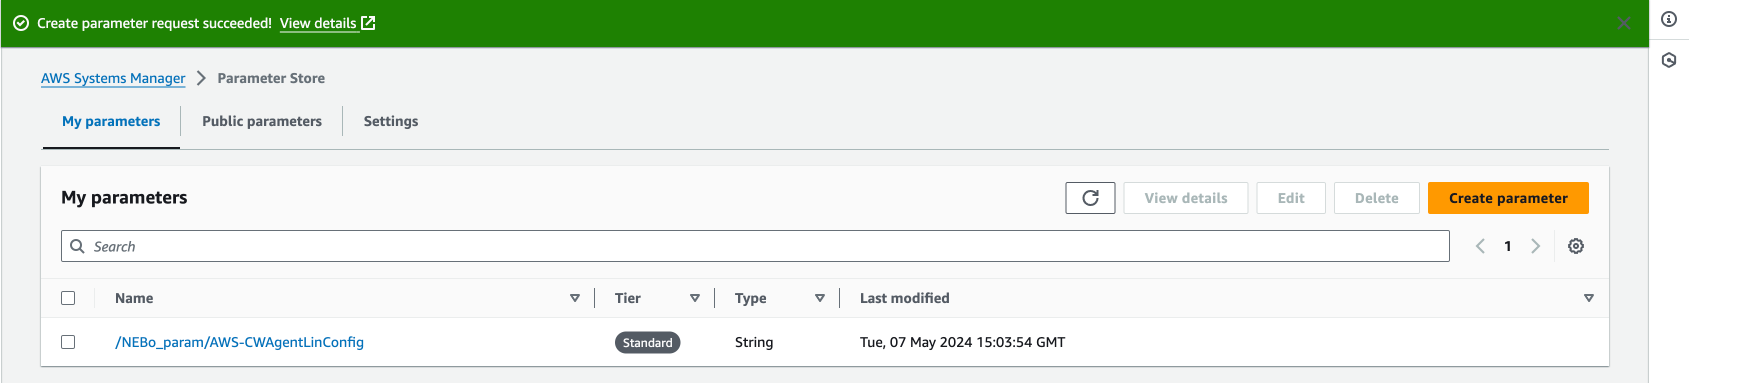 Create parameter request succeeded! View details
AWS Systems Manager Parameter Store
My parameters Public parameters Settings
My parameters View details Edit Delete Create parameter
Search 1
Name Tier Type Last modified
/NEBo_param/AWS-CWAgentLinConfig Standard String Tue, 07 May 2024 15:03:54 GMT